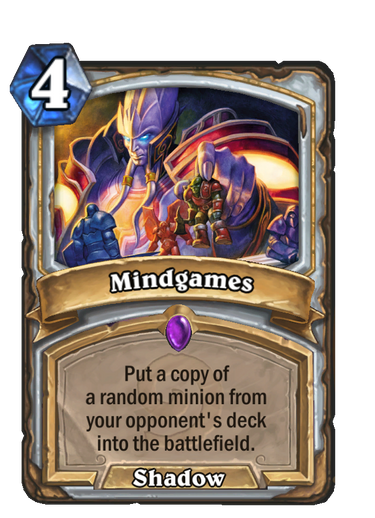 4
Mindgames
Put a copy of
a random minion from
your opponent's deck
into the battlefield.
Shadow